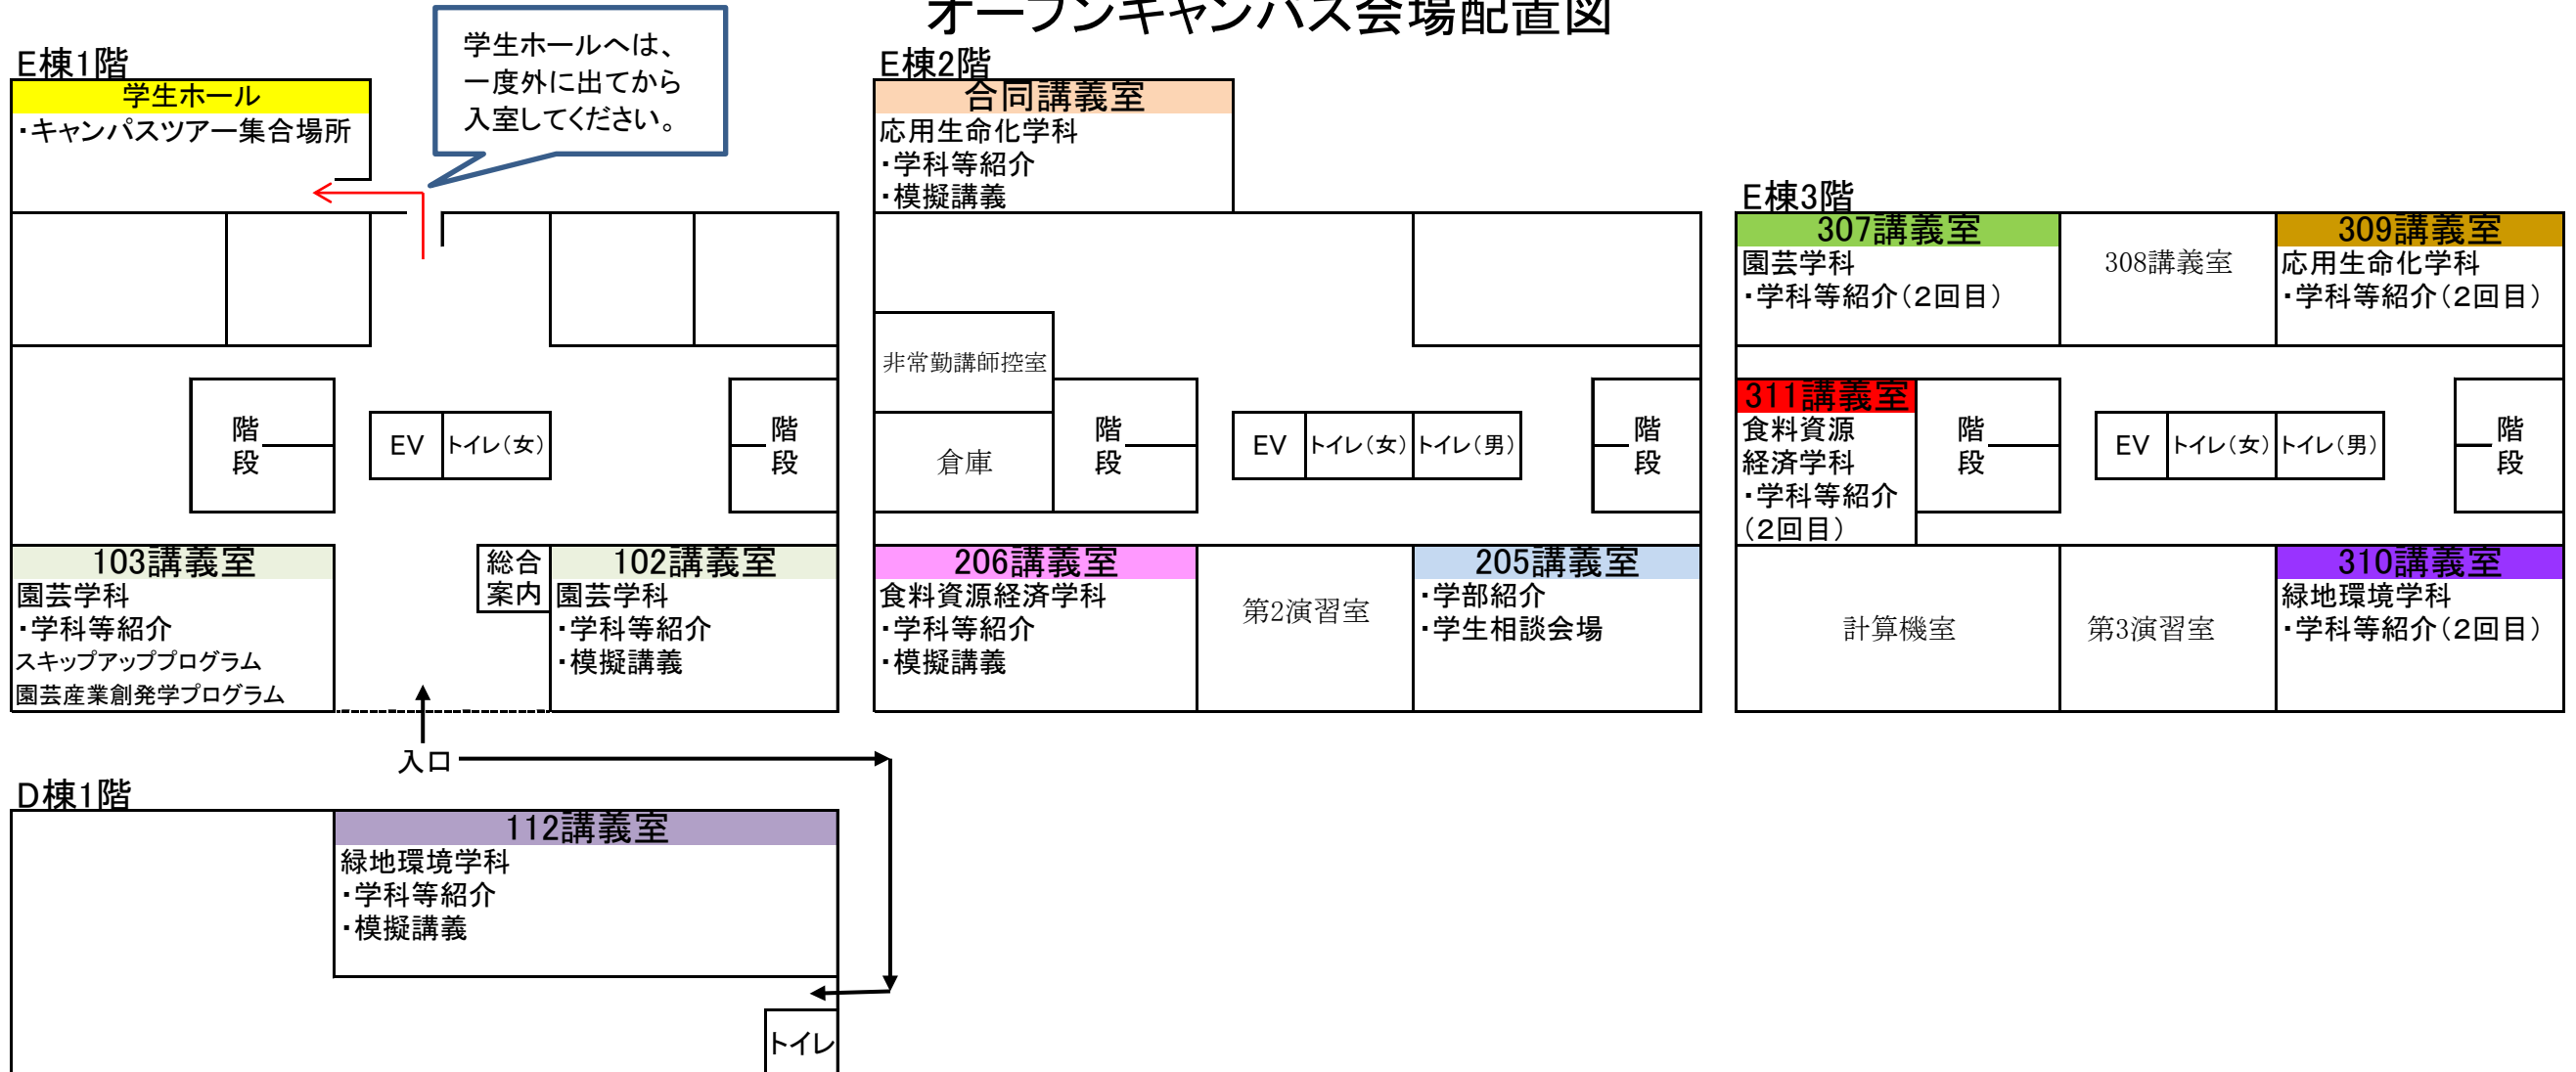 オープンキャンパス会場配置図
E棟1階
学生ホール
・キャンパスツアー集合場所
学生ホールへは、
一度外に出てから
入室してください。
階
段
EV
トイレ(女)
階
段
103講義室
園芸学科
・学科等紹介
スキップアッププログラム
園芸産業創発学プログラム
総合
案内
102講義室
園芸学科
・学科等紹介
・模擬講義
入口
E棟2階
合同講義室
応用生命化学科
・学科等紹介
・模擬講義
非常勤講師控室
倉庫
階
段
EV
トイレ(女)
トイレ(男)
階
段
206講義室
食料資源経済学科
・学科等紹介
・模擬講義
第2演習室
205講義室
・学部紹介
・学生相談会場
E棟3階
307講義室
園芸学科
・学科等紹介(2回目)
308講義室
309講義室
応用生命化学科
・学科等紹介(2回目)
311講義室
食料資源
経済学科
・学科等紹介
(2回目)
階
段
EV
トイレ(女)
トイレ(男)
階
段
計算機室
第3演習室
310講義室
緑地環境学科
・学科等紹介(2回目)
D棟1階
112講義室
緑地環境学科
・学科等紹介
・模擬講義
トイレ